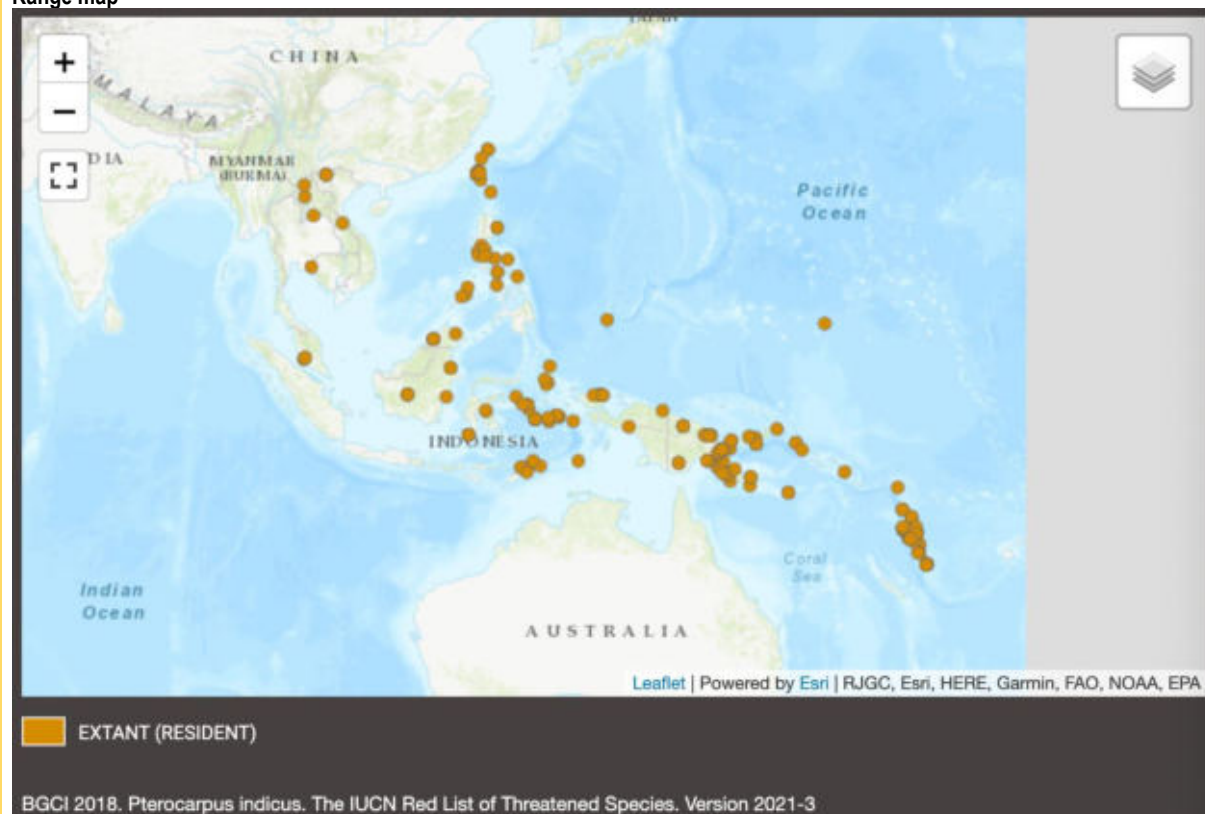 Range map
+
−
CHINA
MALAYA
DIA
MYANMAR
(BURMA)
Pacific
Ocean
INDONESIA
Coral
Sea
Indian
Ocean
AUSTRALIA
Leaflet | Powered by Esri | RJGC, Esri, HERE, Garmin, FAO, NOAA, EPA
EXTANT (RESIDENT)
BGCI 2018. Pterocarpus indicus. The IUCN Red List of Threatened Species. Version 2021-3